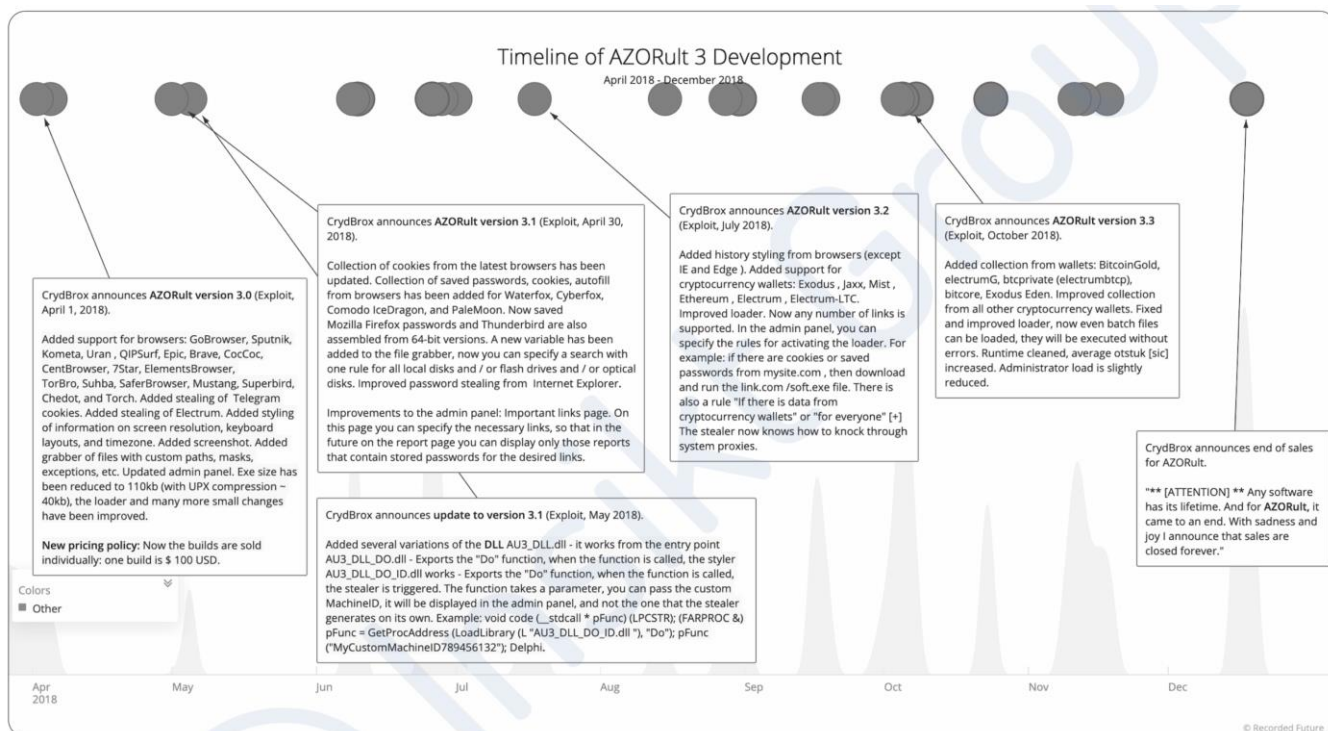 Timeline of AZORult 3 Development
April 2018 - December 2018
CrydBrox announces AZORult version 3.0 (Exploit,
April 1, 2018).
Added support for browsers: GoBrowser, Sputnik,
Kometa, Uran , QIPSurf, Epic, Brave, CocCoc,
CentBrowser, 7Star, ElementsBrowser,
TorBro, Suhba, SaferBrowser, Mustang, Superbird,
Chedot, and Torch. Added stealing of Telegram
cookies. Added stealing of Electrum. Added styling
of information on screen resolution, keyboard
layouts, and timezone. Added screenshot. Added
grabber of files with custom paths, masks,
exceptions, etc. Updated admin panel. Exe size has
been reduced to 110kb (with UPX compression ~
40kb), the loader and many more small changes
have been improved.
New pricing policy: Now the builds are sold
individually: one build is $ 100 USD.
CrydBrox announces AZORult version 3.1 (Exploit, April 30,
2018).
Collection of cookies from the latest browsers has been
updated. Collection of saved passwords, cookies, autofill
from browsers has been added for Waterfox, Cyberfox,
Comodo IceDragon, and PaleMoon. Now saved
Mozilla Firefox passwords and Thunderbird are also
assembled from 64-bit versions. A new variable has been
added to the file grabber, now you can specify a search with
one rule for all local disks and / or flash drives and / or optical
disks. Improved password stealing from Internet Explorer.
Improvements to the admin panel: Important links page. On
this page you can specify the necessary links, so that in the
future on the report page you can display only those reports
that contain stored passwords for the desired links.
CrydBrox announces update to version 3.1 (Exploit, May 2018).
Added several variations of the DLL AU3_DLL.dll - it works from the entry point
AU3_DLL_DO.dll - Exports the "Do" function, when the function is called, the styler
AU3_DLL_DO_ID.dll works - Exports the "Do" function, when the function is called,
the stealer is triggered. The function takes a parameter, you can pass the custom
MachineID, it will be displayed in the admin panel, and not the one that the stealer
generates on its own. Example: void code (__stdcall * pFunc) (LPCSTR); (FARPROC &)
pFunc = GetProcAddress (LoadLibrary (L "AU3_DLL_DO_ID.dll "), "Do"); pFunc
("MyCustomMachineID789456132"); Delphi.
CrydBrox announces AZORult version 3.2
(Exploit, July 2018).
Added history styling from browsers (except
IE and Edge ). Added support for
cryptocurrency wallets: Exodus , Jaxx, Mist ,
Ethereum , Electrum , Electrum-LTC.
Improved loader. Now any number of links is
supported. In the admin panel, you can
specify the rules for activating the loader. For
example: if there are cookies or saved
passwords from mysite.com , then download
and run the link.com /soft.exe file. There is
also a rule "If there is data from
cryptocurrency wallets" or "for everyone" [+]
The stealer now knows how to knock through
system proxies.
CrydBrox announces AZORult version 3.3
(Exploit, October 2018).
Added collection from wallets: BitcoinGold,
electrumG, btcprivate (electrumbtcp),
bitcore, Exodus Eden. Improved collection
from all other cryptocurrency wallets. Fixed
and improved loader, now even batch files
can be loaded, they will be executed without
errors. Runtime cleaned, average otstuk [sic]
increased. Administrator load is slightly
reduced.
CrydBrox announces end of sales
for AZORult.
"** [ATTENTION] ** Any software
has its lifetime. And for AZORult, it
came to an end. With sadness and
joy I announce that sales are
closed forever."
Colors
Other
Apr
2018
May
Jun
Jul
Aug
Sep
Oct
Nov
Dec
Insikt Group
© Recorded Future